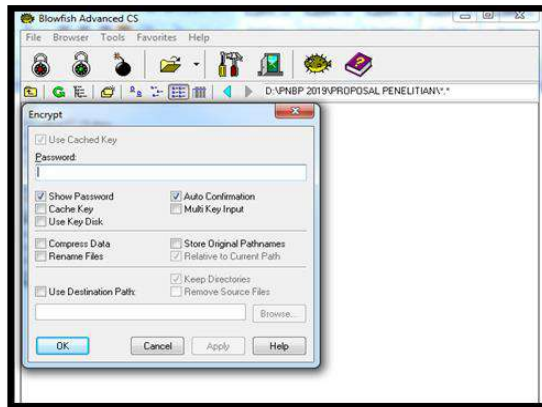 Blowfish Advanced CS
File Browser Tools Favorites Help
D:\PNBP 2019\PROPOSAL PENELITIAN\*.*
Encrypt
Use Cached Key
Password:
Show Password Auto Confirmation
Cache Key Multi Key Input
Use Key Disk
Compress Data Store Original Pathnames
Rename Files Relative to Current Path
Keep Directories
Use Destination Path: Remove Source Files
Browse...
OK Cancel Apply Help